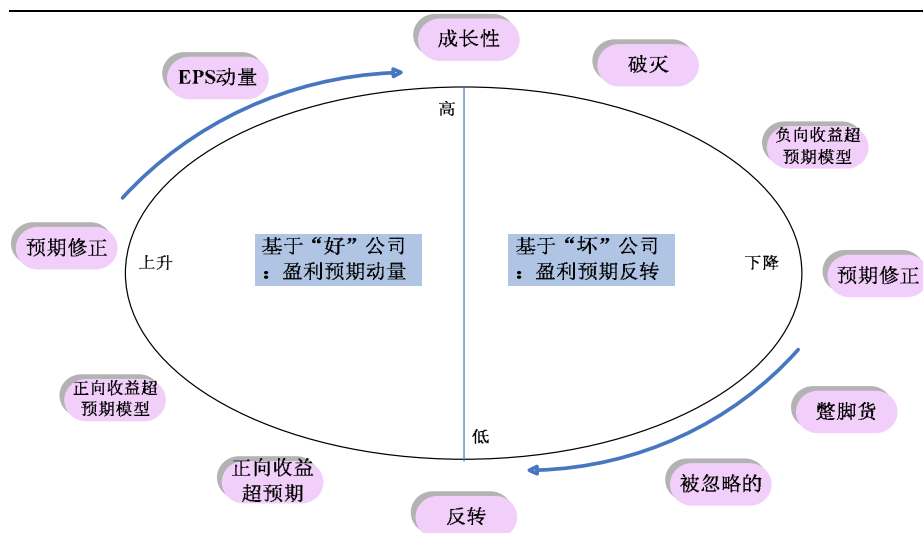 成长性
破灭
EPS动量
高
负向收益超
预期模型
预期修正
上升
基于“好”公司
：盈利预期动量
基于“坏”公司
：盈利预期反转
下降
预期修正
正向收益超
预期模型
蹩脚货
低
正向收益
超预期
被忽略的
反转